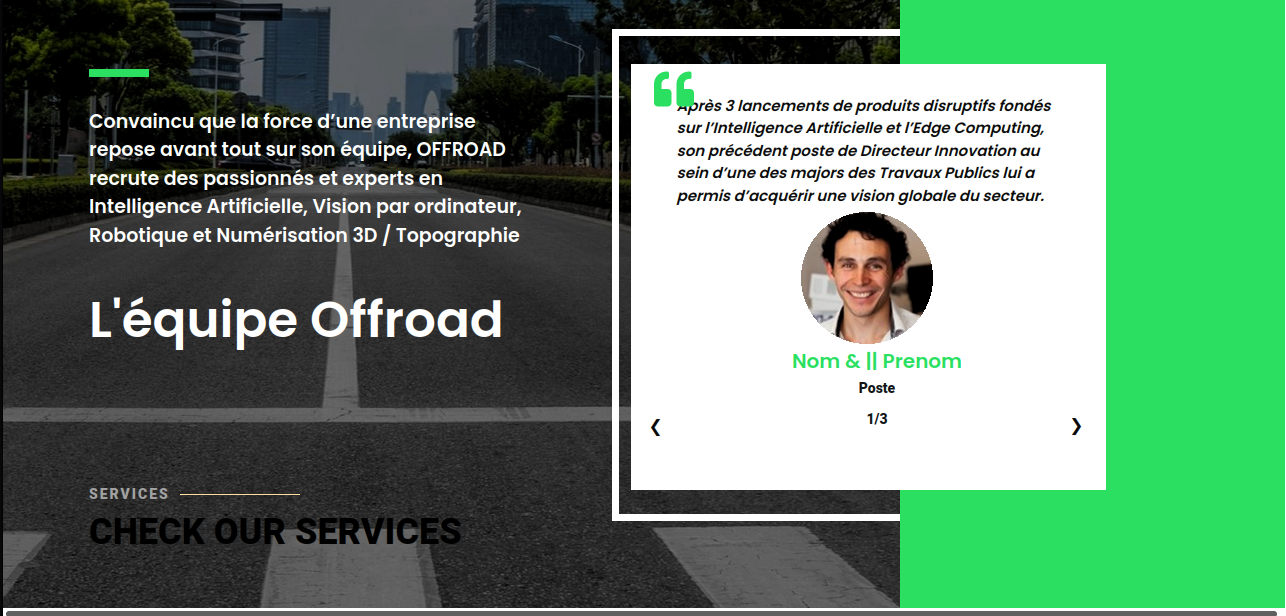 Convaincu que la force d’une entreprise
repose avant tout sur son équipe, OFFROAD
recrute des passionnés et experts en
Intelligence Artificielle, Vision par ordinateur,
Robotique et Numérisation 3D / Topographie
L'équipe Offroad
SERVICES
CHECK OUR SERVICES
“
Après 3 lancements de produits disruptifs fondés
sur l’Intelligence Artificielle et l’Edge Computing,
son précédent poste de Directeur Innovation au
sein d’une des majors des Travaux Publics lui a
permis d’acquérir une vision globale du secteur.
Nom & || Prenom
Poste
1/3
❮ ❯